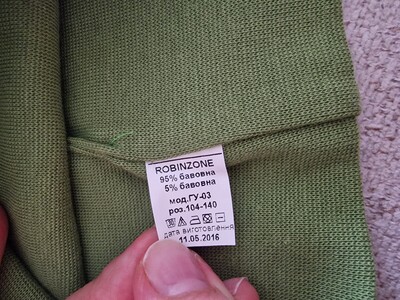 ROBINZONE
95% бавовна
5% бавовна
мод.ГУ-03
роз.104-140
дата виготовлення
11.05.2016